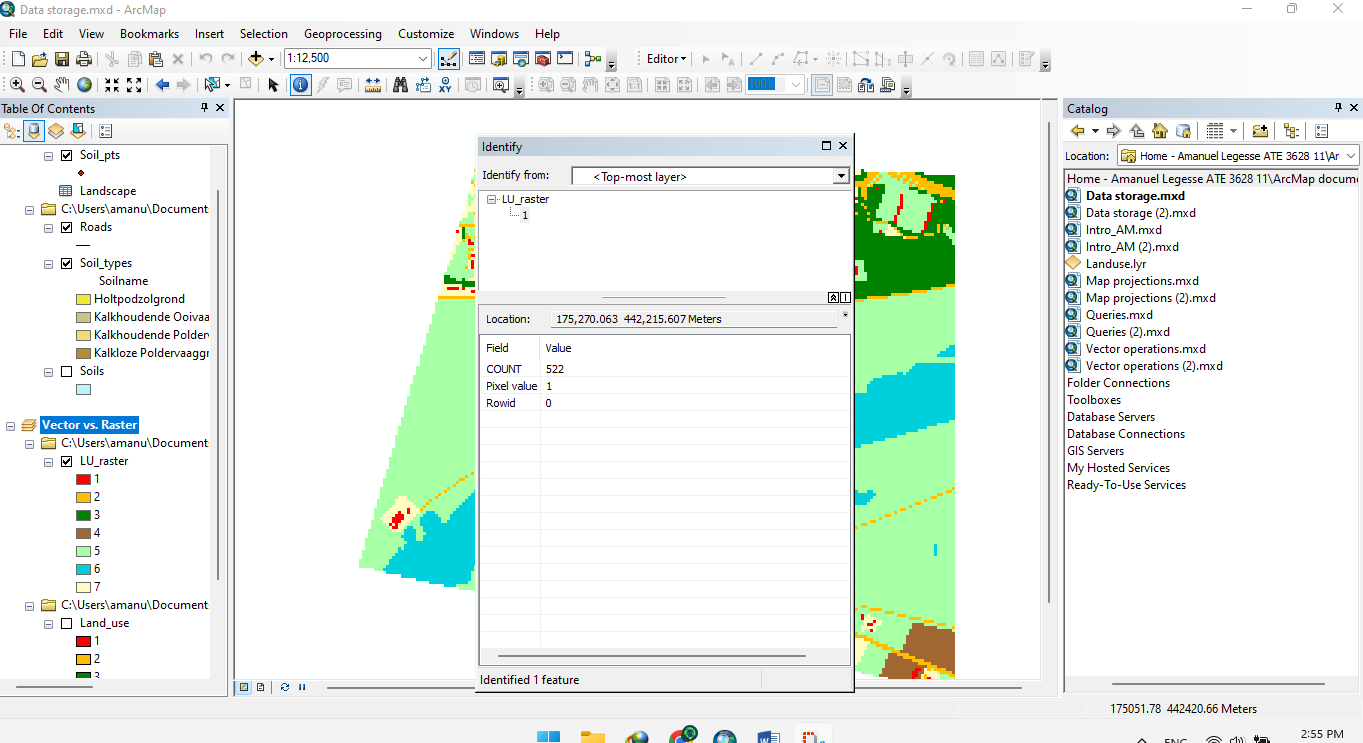 Data storage.mxd - ArcMap
File Edit View Bookmarks Insert Selection Geoprocessing Customize Windows Help
1:12,500
Editor
100%
Table Of Contents
Soil_pts
Landscape
C:\Users\amanu\Document
Roads
Soil_types
Soilname
Holtpodzolgrond
Kalkhoudende Ooivaa
Kalkhoudende Polder
Kalkloze Poldervaaggr
Soils
Vector vs. Raster
C:\Users\amanu\Document
LU_raster
1
2
3
4
5
6
7
C:\Users\amanu\Document
Land_use
1
2
3
Identify
Identify from: <Top-most layer>
LU_raster
1
Location: 175,270.063 442,215.607 Meters
Field Value
COUNT 522
Pixel value 1
Rowid 0
Identified 1 feature
Catalog
Location: Home - Amanuel Legesse ATE 3628 11\Ar
Home - Amanuel Legesse ATE 3628 11\ArcMap docume
Data storage.mxd
Data storage (2).mxd
Intro_AM.mxd
Intro_AM (2).mxd
Landuse.lyr
Map projections.mxd
Map projections (2).mxd
Queries.mxd
Queries (2).mxd
Vector operations.mxd
Vector operations (2).mxd
Folder Connections
Toolboxes
Database Servers
Database Connections
GIS Servers
My Hosted Services
Ready-To-Use Services
175051.78 442420.66 Meters
ENG
2:55 PM